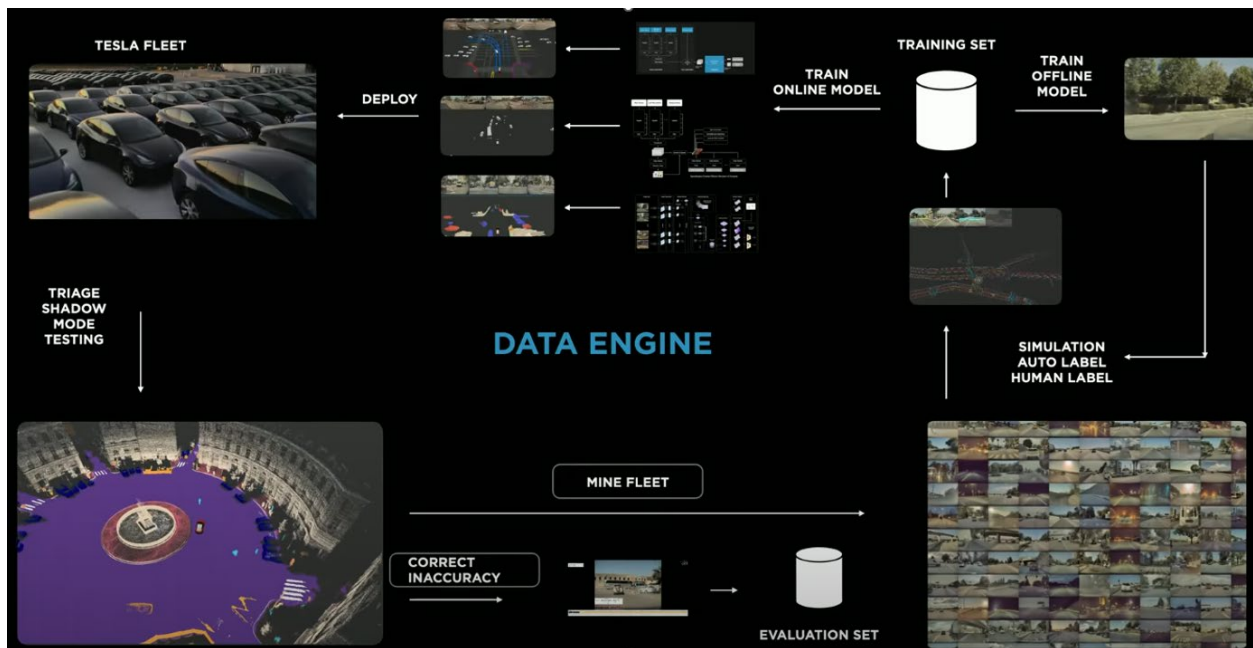 TESLA FLEET
DEPLOY
TRAIN
ONLINE MODEL
TRAINING SET
TRAIN
OFFLINE
MODEL
TRIAGE
SHADOW
MODE
TESTING
DATA ENGINE
SIMULATION
AUTO LABEL
HUMAN LABEL
MINE FLEET
CORRECT
INACCURACY
EVALUATION SET